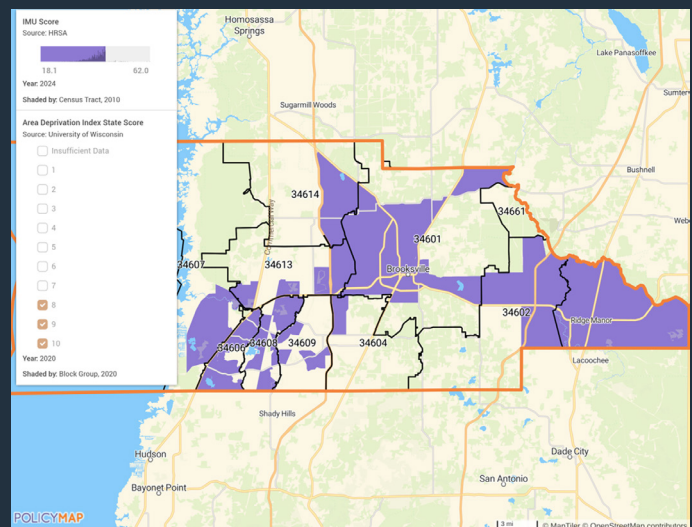 IMU Score
Source: HRSA
18.1 62.0
Year: 2024
Shaded by: Census Tract, 2010
Area Deprivation Index State Score
Source: University of Wisconsin
Insufficient Data
1
2
3
4
5
6
7
8
9
10
Year: 2020
Shaded by: Block Group, 2020
POLICYMAP
Homosassa
Springs
Lake Panasoffkee
Sumter
Sugarmill Woods
Bushnell
34614
34661
Web
34601
Commercial Way
34607
34613
Brooksville
34602
Ridge Manor
34606
34608
34609
34604
Lacoochee
Shady Hills
Hudson
Dade City
Bayonet Point
San Antonio
3 mi
© MapTiler © OpenStreetMap contributors